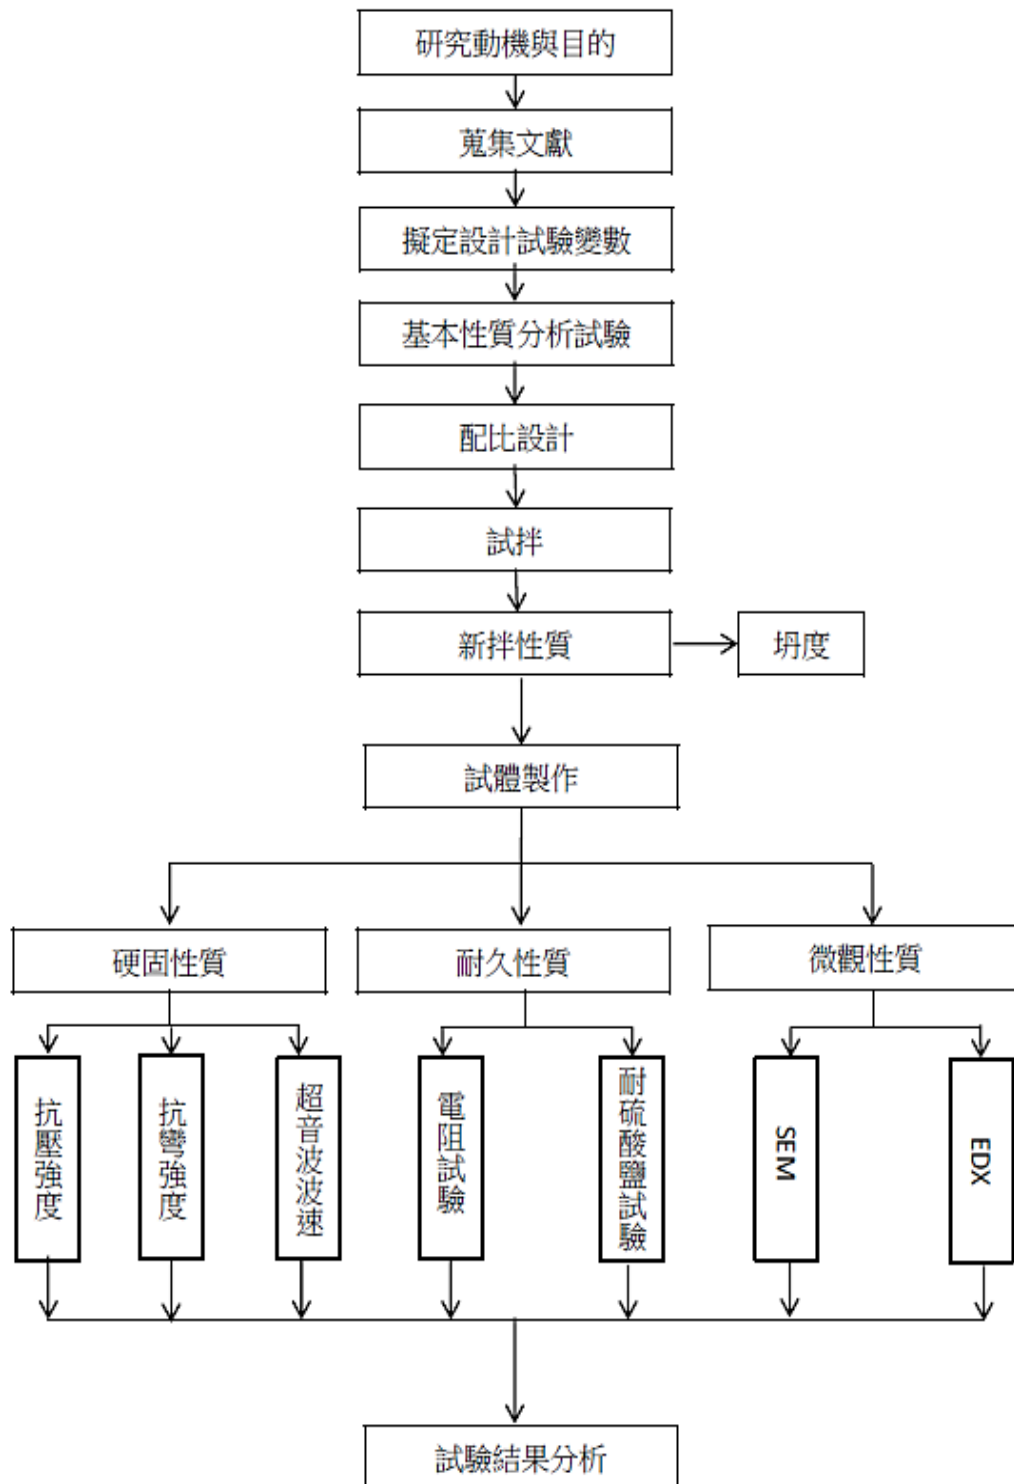 研究動機與目的
蒐集文獻
擬定設計試驗變數
基本性質分析試驗
配比設計
試拌
新拌性質
坍度
試體製作
硬固性質
耐久性質
微觀性質
抗壓強度
抗彎強度
超音波波速
電阻試驗
耐硫酸鹽試驗
SEM
EDX
試驗結果分析